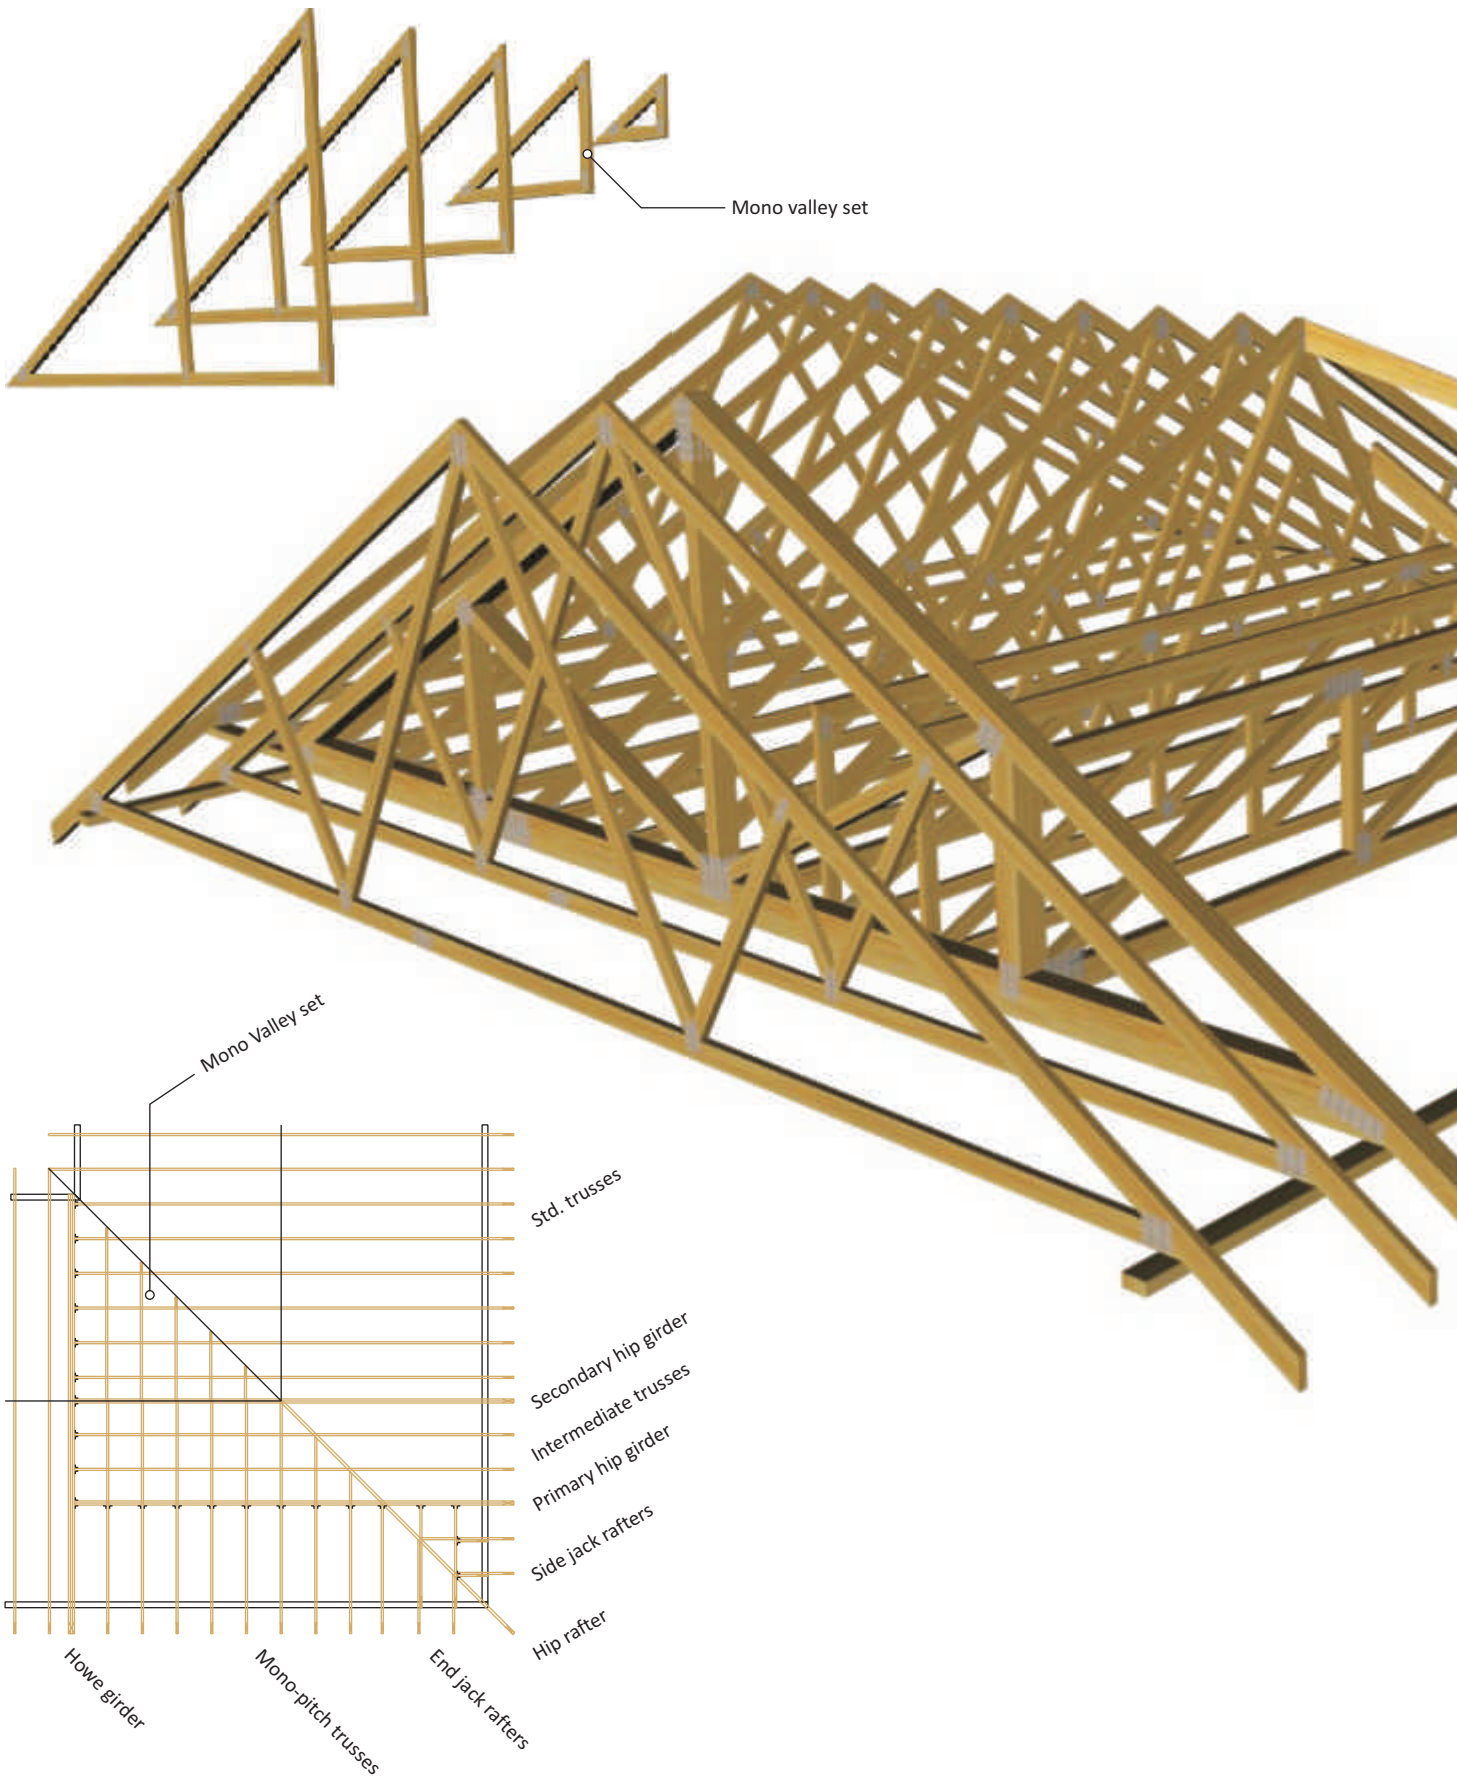 Mono valley set
Mono Valley set
Std. trusses
Secondary hip girder
Intermediate trusses
Primary hip girder
Side jack rafters
Hip rafter
Howe girder
Mono-pitch trusses
End jack rafters